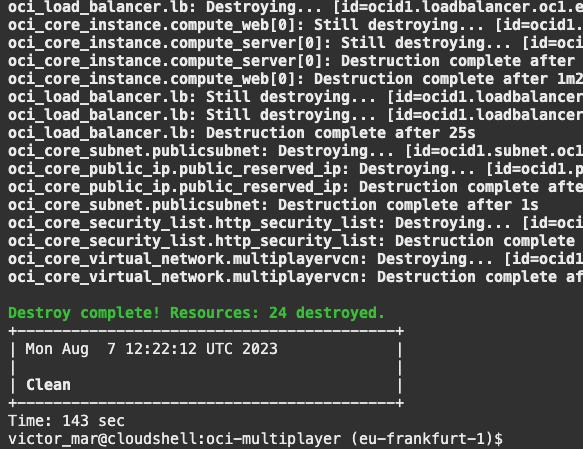 oci_load_balancer.lb: Destroying... [id=ocid1.loadbalancer.oc1.e
oci_core_instance.compute_web[0]: Still destroying... [id=ocid1.
oci_core_instance.compute_server[0]: Still destroying... [id=oci
oci_core_instance.compute_server[0]: Destruction complete after
oci_core_instance.compute_web[0]: Destruction complete after 1m2
oci_load_balancer.lb: Still destroying... [id=ocid1.loadbalancer
oci_load_balancer.lb: Still destroying... [id=ocid1.loadbalancer
oci_load_balancer.lb: Destruction complete after 25s
oci_core_subnet.publicsubnet: Destroying... [id=ocid1.subnet.oc1
oci_core_public_ip.public_reserved_ip: Destroying... [id=ocid1.p
oci_core_public_ip.public_reserved_ip: Destruction complete afte
oci_core_subnet.publicsubnet: Destruction complete after 1s
oci_core_security_list.http_security_list: Destroying... [id=oci
oci_core_security_list.http_security_list: Destruction complete
oci_core_virtual_network.multiplayervcn: Destroying... [id=ocid1
oci_core_virtual_network.multiplayervcn: Destruction complete af
Destroy complete! Resources: 24 destroyed.
+------------------------------------------+
| Mon Aug  7 12:22:12 UTC 2023             |
|                                          |
| Clean                                    |
+------------------------------------------+
Time: 143 sec
victor_mar@cloudshell:oci-multiplayer (eu-frankfurt-1)$